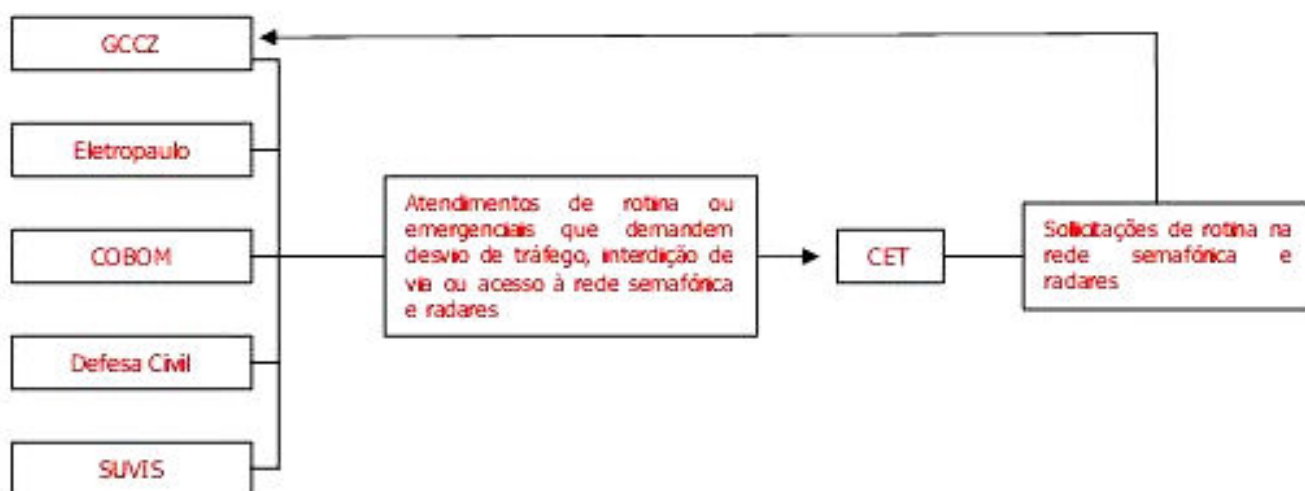 GCCZ
Eletropaulo
COBOM
Defesa Civil
SUVIS
Atendimentos de rotina ou
emergenciais que demandem
desvio de tráfego, interdição de
via ou acesso à rede semafórica
e radares
CET
Solicitações de rotina na
rede semafórica e
radares